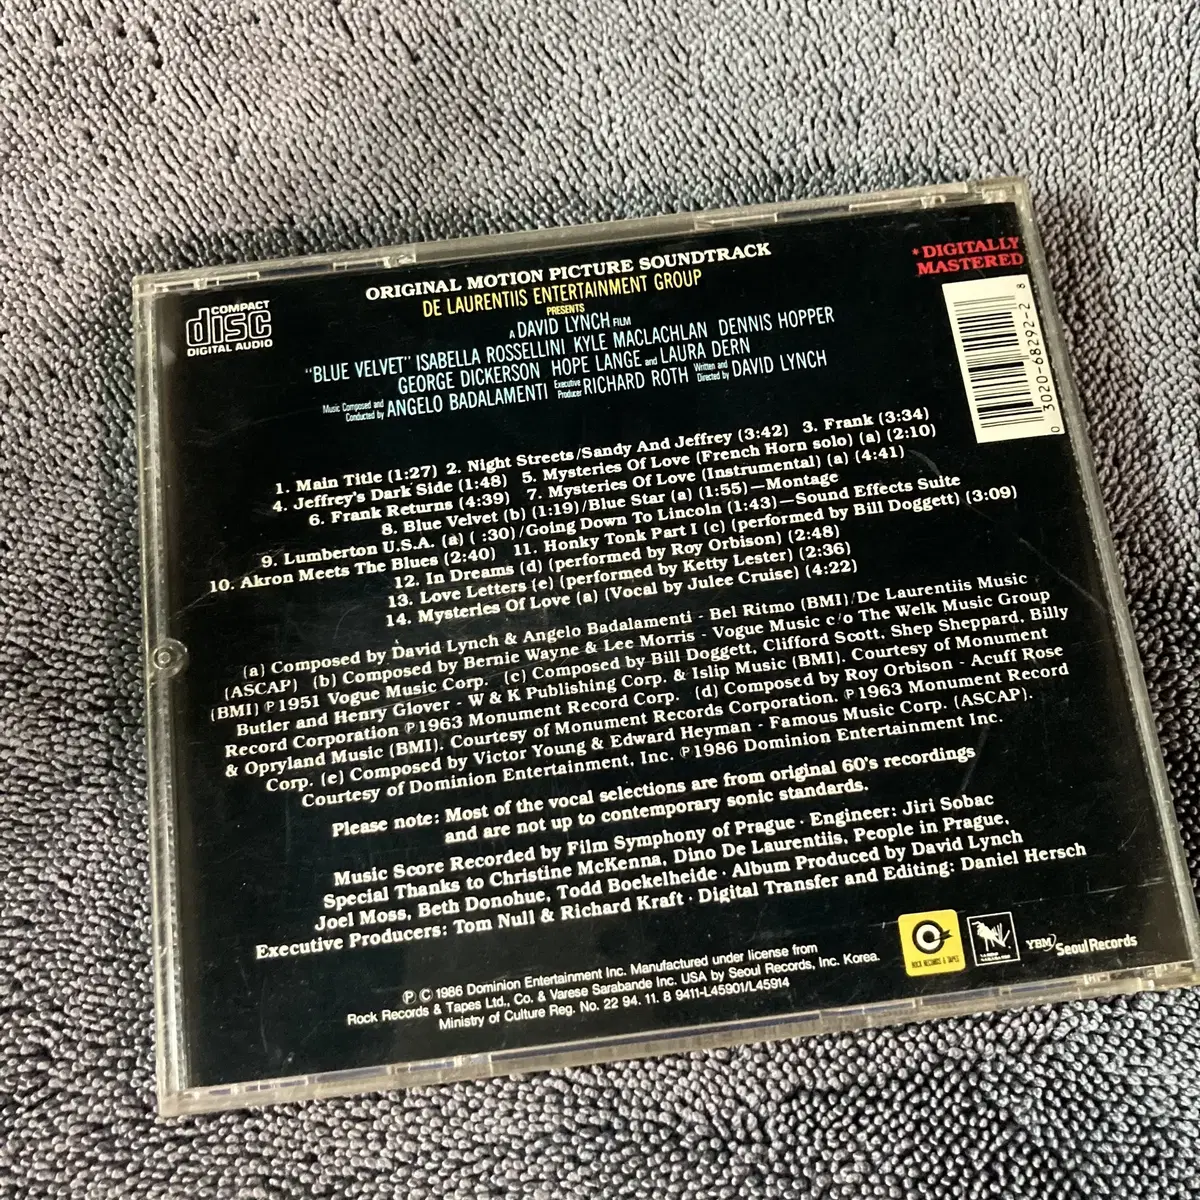 COMPACT
disc
DIGITAL AUDIO
ORIGINAL MOTION PICTURE SOUNDTRACK
DE LAURENTIIS ENTERTAINMENT GROUP
PRESENTS
A DAVID LYNCH FILM
"BLUE VELVET" ISABELLA ROSSELLINI KYLE MACLACHLAN DENNIS HOPPER
GEORGE DICKERSON HOPE LANGE and LAURA DERN
Music Composed and Conducted by ANGELO BADALAMENTI Executive Producer RICHARD ROTH Written and Directed by DAVID LYNCH
* DIGITALLY
MASTERED
0 3020-68292-2 8
1. Main Title (1:27) 2. Night Streets/Sandy And Jeffrey (3:42) 3. Frank (3:34)
4. Jeffrey's Dark Side (1:48) 5. Mysteries Of Love (French Horn solo) (a) (2:10)
6. Frank Returns (4:39) 7. Mysteries Of Love (Instrumental) (a) (4:41)
8. Blue Velvet (b) (1:19)/Blue Star (a) (1:55)—Montage
9. Lumberton U.S.A. (a) ( :30)/Going Down To Lincoln (1:43)—Sound Effects Suite
10. Akron Meets The Blues (2:40) 11. Honky Tonk Part I (c) (performed by Bill Doggett) (3:09)
12. In Dreams (d) (performed by Roy Orbison) (2:48)
13. Love Letters (e) (performed by Ketty Lester) (2:36)
14. Mysteries Of Love (a) (Vocal by Julee Cruise) (4:22)
(a) Composed by David Lynch & Angelo Badalamenti - Bel Ritmo (BMI)/De Laurentiis Music
(ASCAP) (b) Composed by Bernie Wayne & Lee Morris - Vogue Music c/o The Welk Music Group
(BMI) ℗1951 Vogue Music Corp. (c) Composed by Bill Doggett, Clifford Scott, Shep Sheppard, Billy
Butler and Henry Glover - W & K Publishing Corp. & Islip Music (BMI). Courtesy of Monument
Record Corporation ℗1963 Monument Record Corp. (d) Composed by Roy Orbison - Acuff Rose
& Opryland Music (BMI). Courtesy of Monument Records Corporation. ℗1963 Monument Record
Corp. (e) Composed by Victor Young & Edward Heyman - Famous Music Corp. (ASCAP).
Courtesy of Dominion Entertainment, Inc. ℗1986 Dominion Entertainment Inc.
Please note: Most of the vocal selections are from original 60's recordings
and are not up to contemporary sonic standards.
Music Score Recorded by Film Symphony of Prague · Engineer: Jiri Sobac
Special Thanks to Christine McKenna, Dino De Laurentiis, People in Prague,
Joel Moss, Beth Donohue, Todd Boekelheide · Album Produced by David Lynch
Executive Producers: Tom Null & Richard Kraft · Digital Transfer and Editing: Daniel Hersch
℗ © 1986 Dominion Entertainment Inc. Manufactured under license from
Rock Records & Tapes Ltd., Co. & Varese Sarabande Inc. USA by Seoul Records, Inc. Korea.
Ministry of Culture Reg. No. 22 94. 11. 8 9411-L45901/L45914
ROCK RECORDS & TAPES
YBM Seoul Records